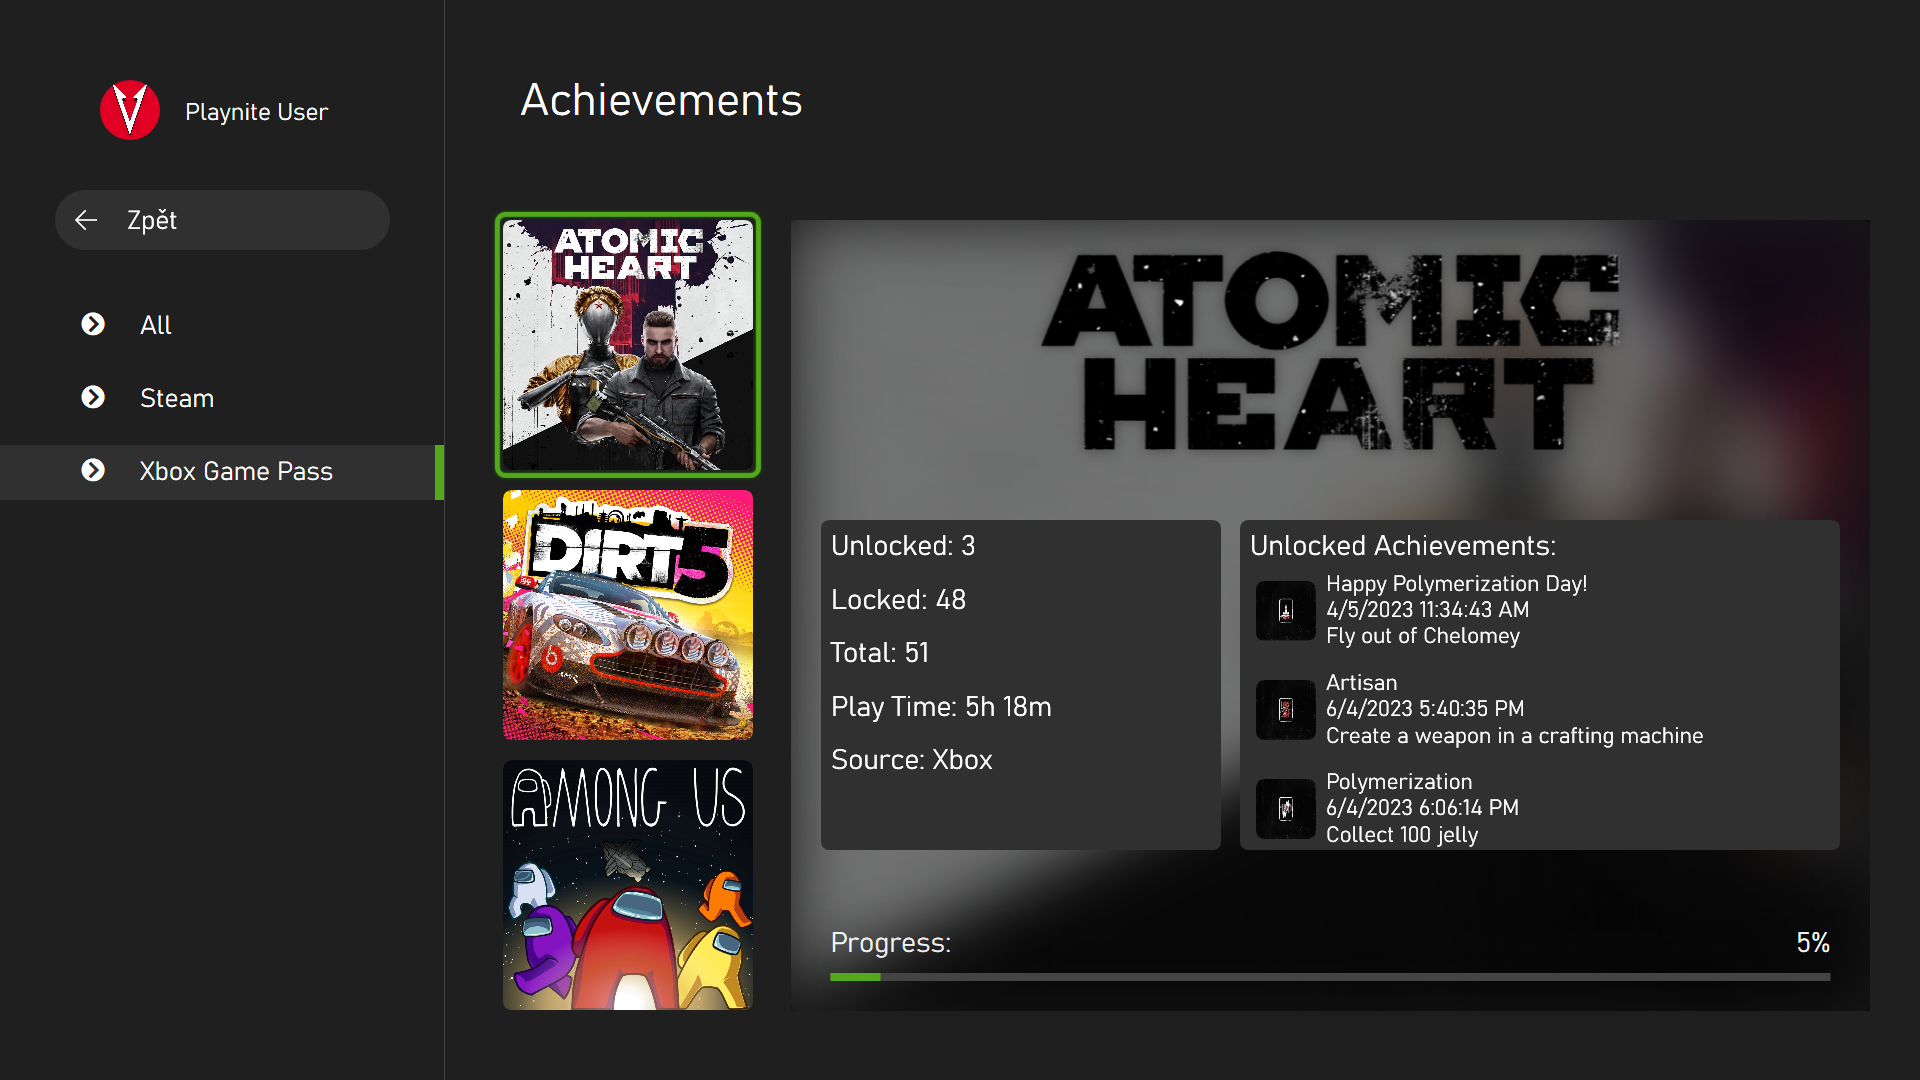 Playnite User
Zpět
All
Steam
Xbox Game Pass
Achievements
ATOMIC
HEART
DIRT 5
AMONG US
ATOMIC
HEART
Unlocked: 3
Locked: 48
Total: 51
Play Time: 5h 18m
Source: Xbox
Unlocked Achievements:
Happy Polymerization Day!
4/5/2023 11:34:43 AM
Fly out of Chelomey
Artisan
6/4/2023 5:40:35 PM
Create a weapon in a crafting machine
Polymerization
6/4/2023 6:06:14 PM
Collect 100 jelly
Progress:
5%